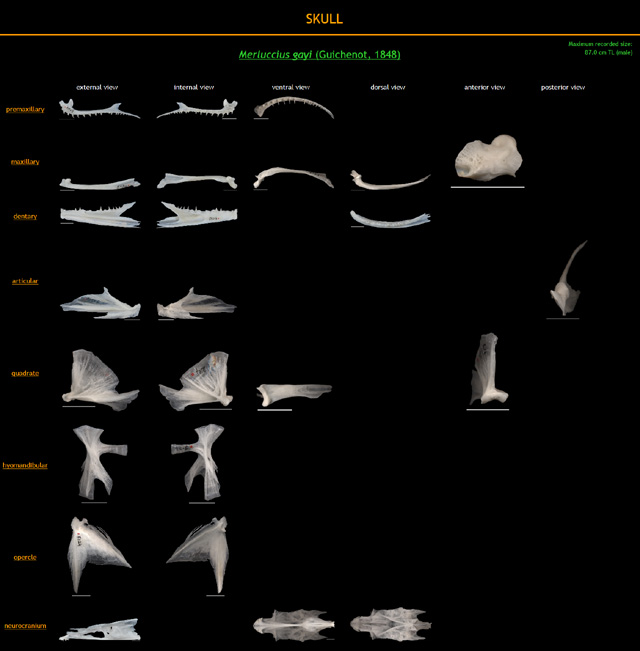 SKULL
Merluccius gayi (Guichenot, 1848)
Maximum recorded size:
87.0 cm TL (male)
external view internal view ventral view dorsal view anterior view posterior view
premaxillary
maxillary
dentary
articular
quadrate
hyomandibular
opercle
neurocranium